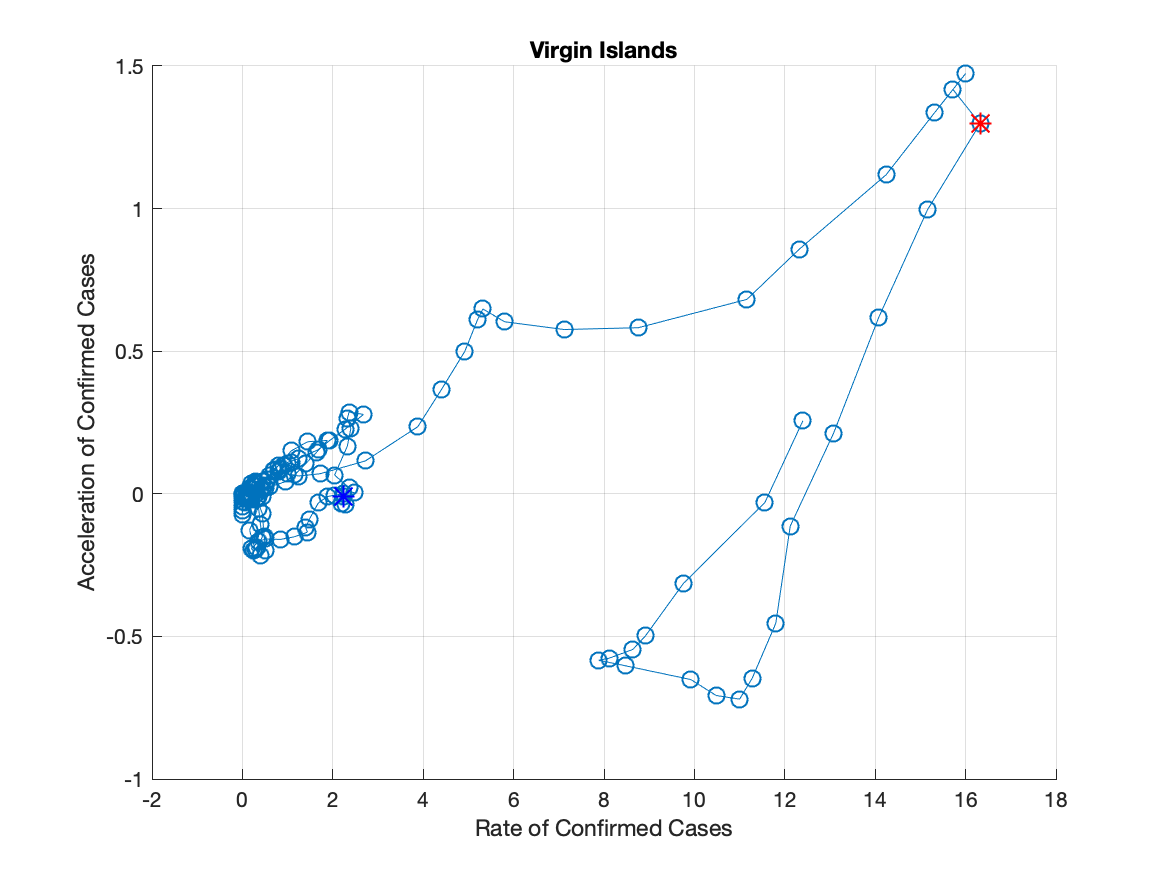 Virgin Islands
1.5
1
0.5
0
-0.5
-1
Acceleration of Confirmed Cases
-2 0 2 4 6 8 10 12 14 16 18
Rate of Confirmed Cases